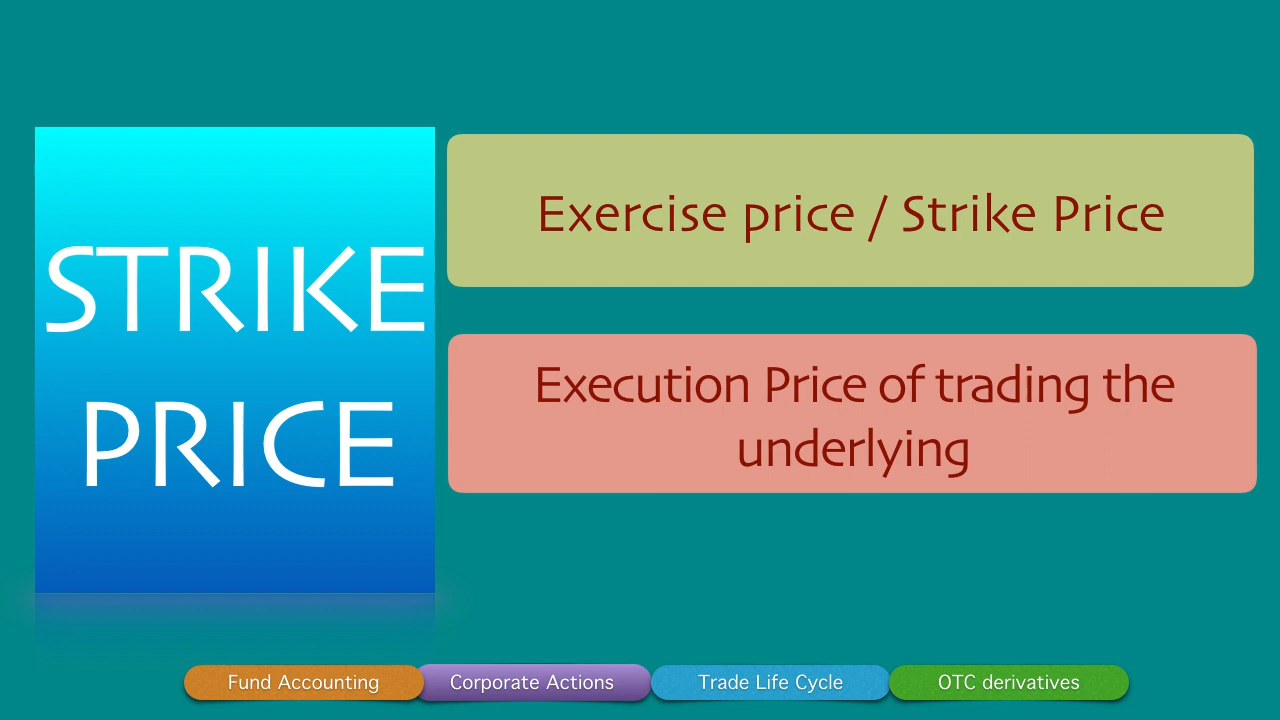 STRIKE
PRICE
Exercise price / Strike Price
Execution Price of trading the
underlying
Fund Accounting
Corporate Actions
Trade Life Cycle
OTC derivatives